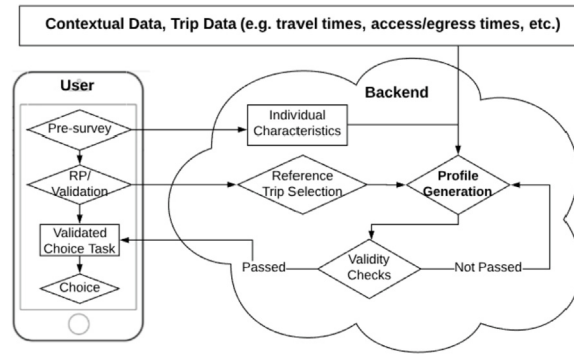 Contextual Data, Trip Data (e.g. travel times, access/egress times, etc.)
User
Backend
Pre-survey
Individual
Characteristics
RP/
Validation
Reference
Trip Selection
Profile
Generation
Validated
Choice Task
Validity
Checks
Passed
Not Passed
Choice